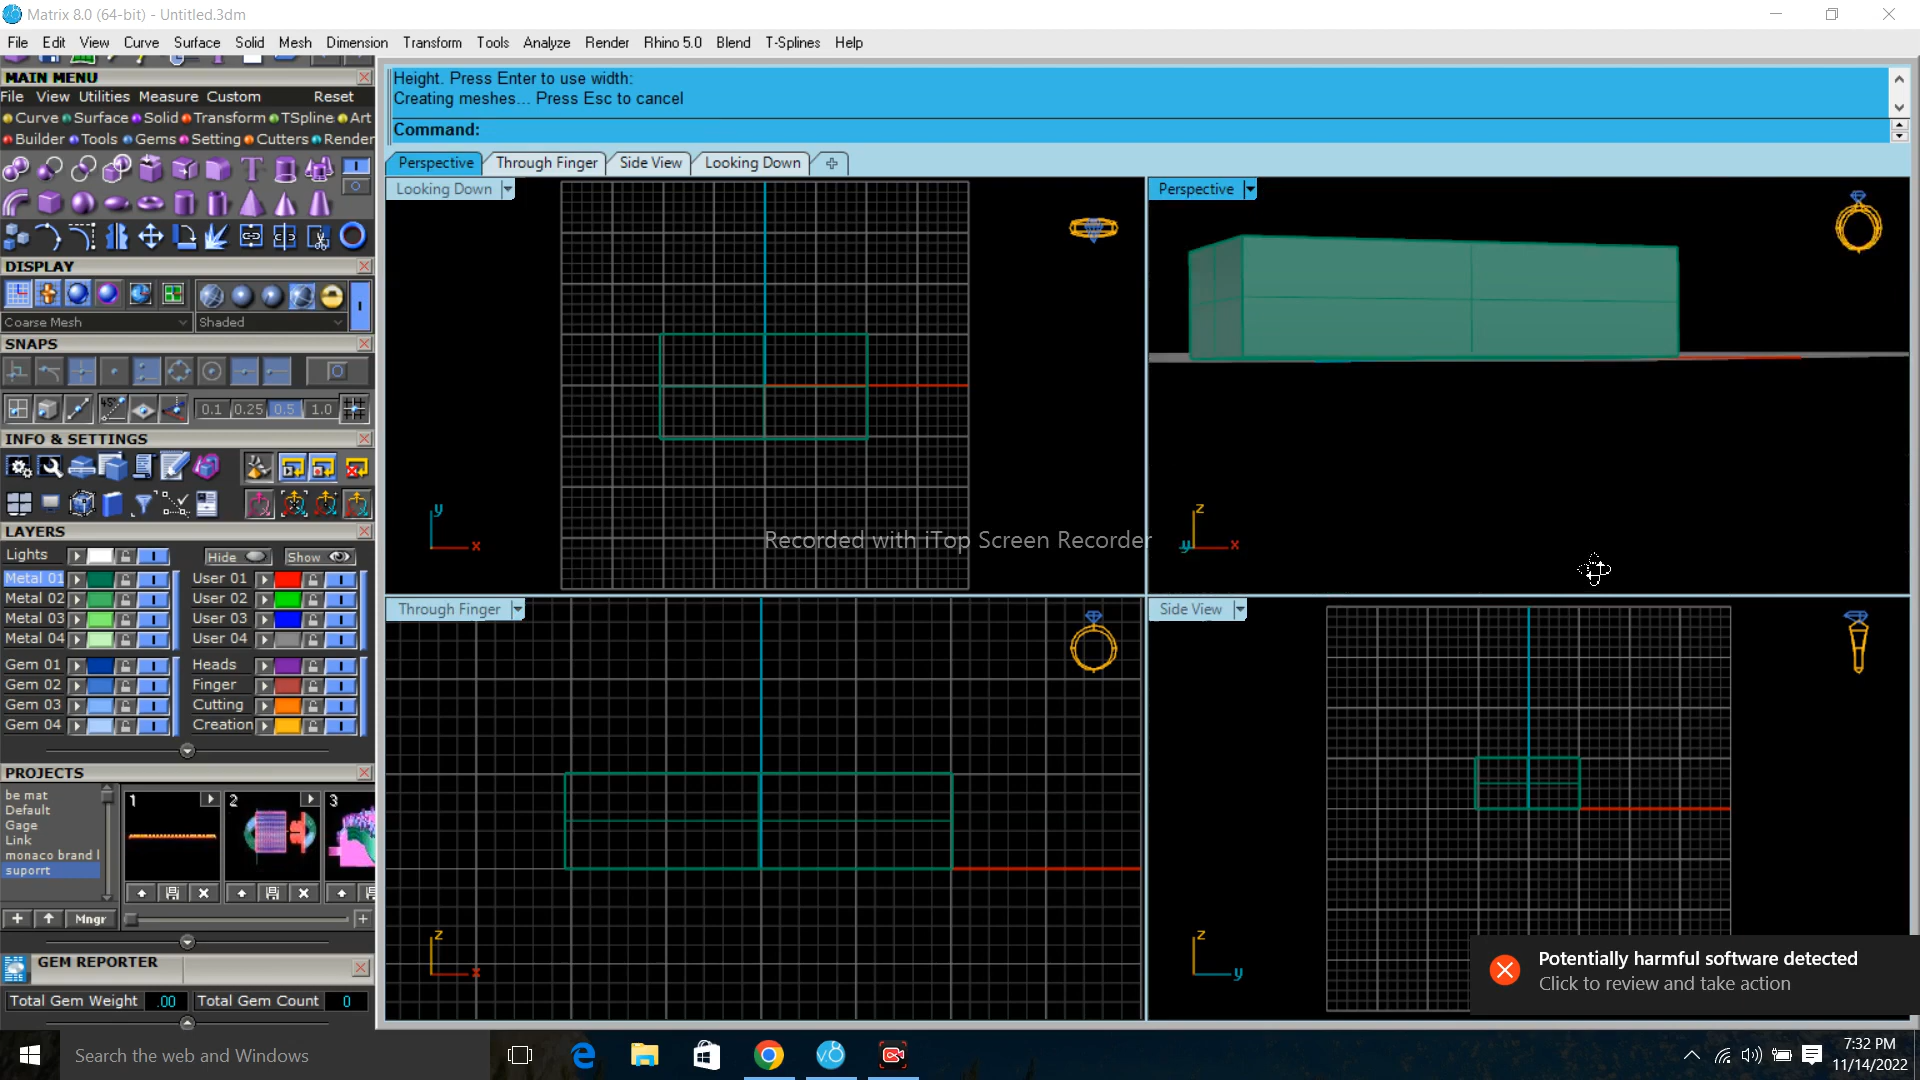 Matrix 8.0 (64-bit) - Untitled.3dm
File Edit View Curve Surface Solid Mesh Dimension Transform Tools Analyze Render Rhino 5.0 Blend T-Splines Help
MAIN MENU
File View Utilities Measure Custom Reset
Curve Surface Solid Transform TSpline Art
Builder Tools Gems Setting Cutters Render
Height. Press Enter to use width:
Creating meshes... Press Esc to cancel
Command:
Perspective Through Finger Side View Looking Down
Looking Down
Perspective
DISPLAY
Coarse Mesh Shaded
SNAPS
0.1 0.25 0.5 1.0
INFO & SETTINGS
LAYERS
Lights Hide Show
Metal 01 User 01
Metal 02 User 02
Metal 03 User 03
Metal 04 User 04
Gem 01 Heads
Gem 02 Finger
Gem 03 Cutting
Gem 04 Creation
PROJECTS
be mat
Default
Gage
Link
monaco brand l
suporrt
1 2 3
Mngr
GEM REPORTER
Total Gem Weight .00 Total Gem Count 0
y
x
z
y x
Recorded with iTop Screen Recorder
Through Finger
Side View
z
x
z
y
Potentially harmful software detected
Click to review and take action
Search the web and Windows
7:32 PM
11/14/2022